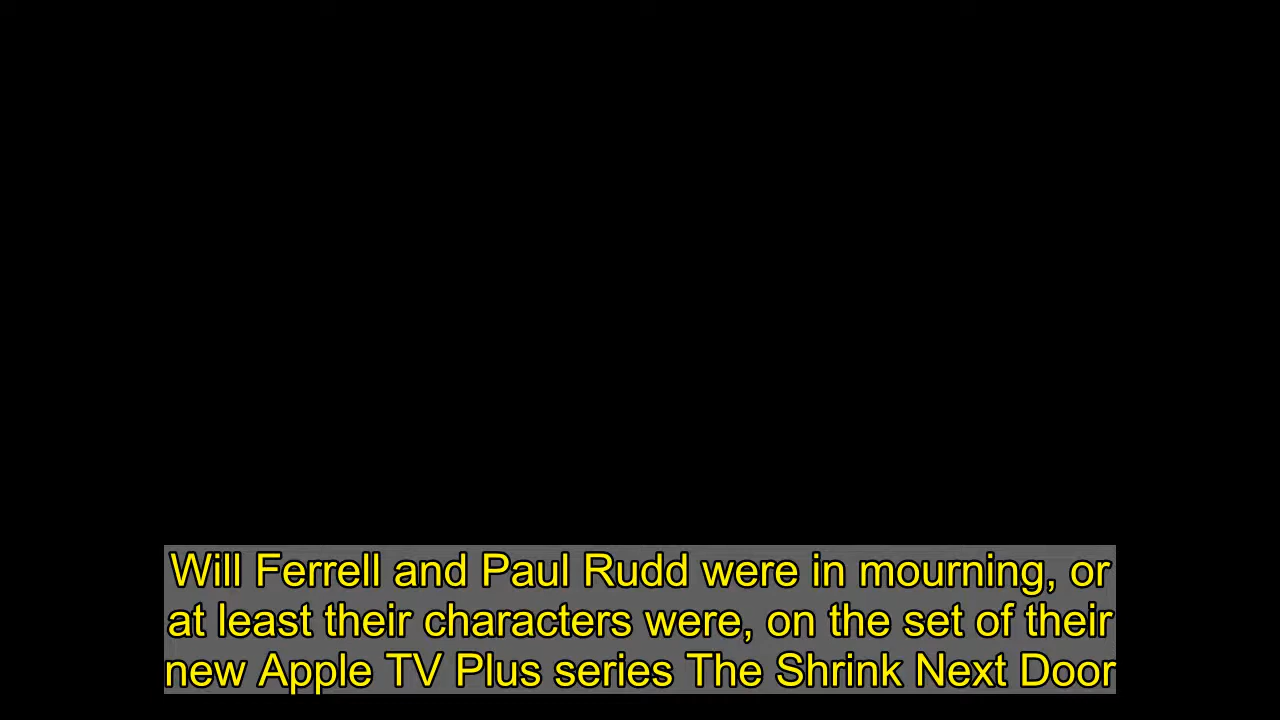 Will Ferrell and Paul Rudd were in mourning, or
at least their characters were, on the set of their
new Apple TV Plus series The Shrink Next Door